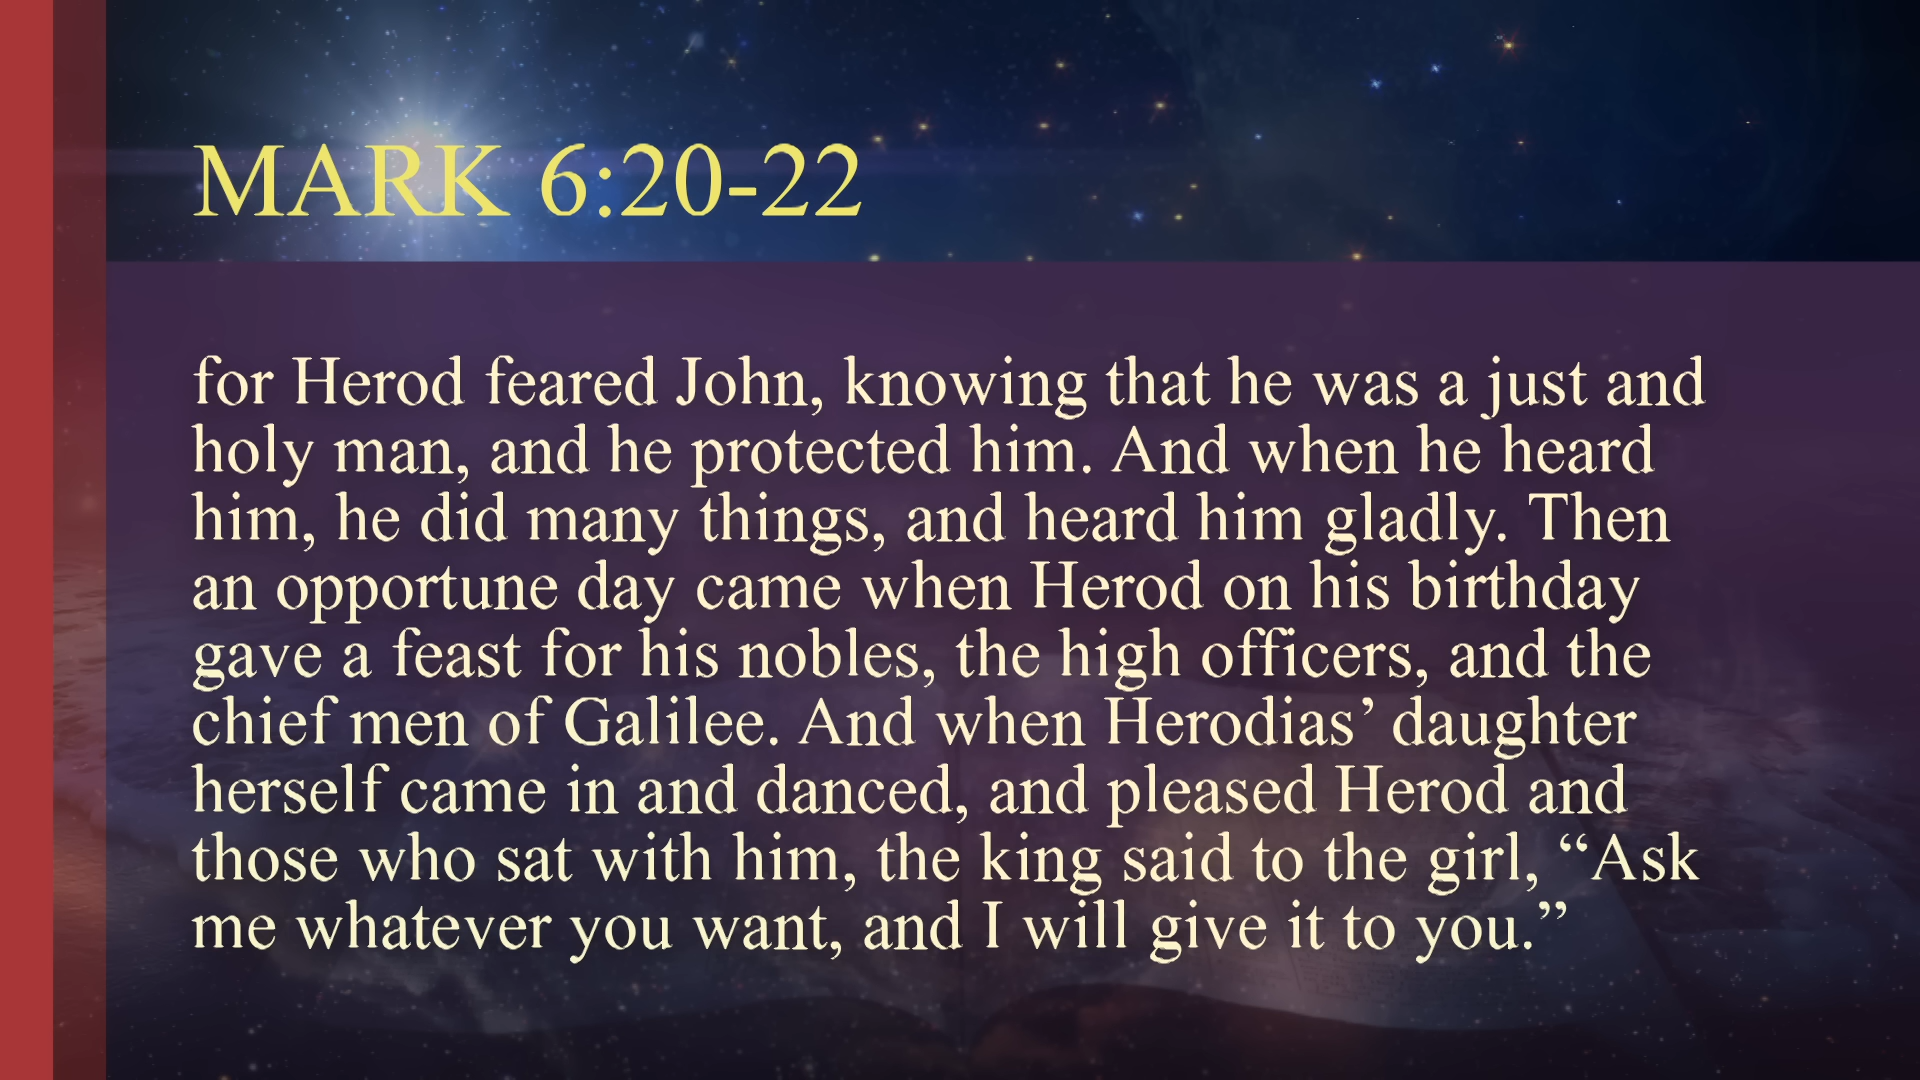 MARK 6:20-22
for Herod feared John, knowing that he was a just and
holy man, and he protected him. And when he heard
him, he did many things, and heard him gladly. Then
an opportune day came when Herod on his birthday
gave a feast for his nobles, the high officers, and the
chief men of Galilee. And when Herodias’ daughter
herself came in and danced, and pleased Herod and
those who sat with him, the king said to the girl, “Ask
me whatever you want, and I will give it to you.”